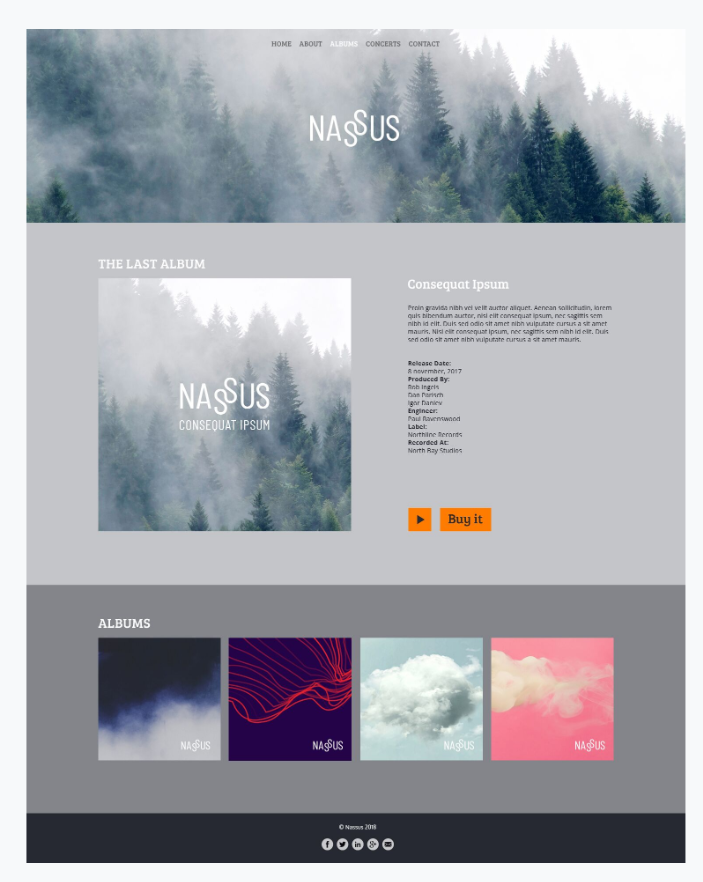 HOME ABOUT ALBUMS CONCERTS CONTACT
NASSUS
THE LAST ALBUM
NASSUS
CONSEQUAT IPSUM
Consequat Ipsum
Proin gravida nibh vel velit auctor aliquet. Aenean sollicitudin, lorem
quis bibendum auctor, nisi elit consequat ipsum, nec sagittis sem
nibh id elit. Duis sed odio sit amet nibh vulputate cursus a sit amet
mauris. Nisi elit consequat ipsum, nec sagittis sem nibh id elit. Duis
sed odio sit amet nibh vulputate cursus a sit amet mauris.
Release Date:
8 november, 2017
Produced By:
Bob Ingris
Dan Parism
Igor Daniev
Engineer:
Paul Ravenswood
Label:
Northline Records
Recorded At:
North Bay Studios
Buy it
ALBUMS
NASSUS
NASSUS
NASSUS
NASSUS
© Nassus 2018